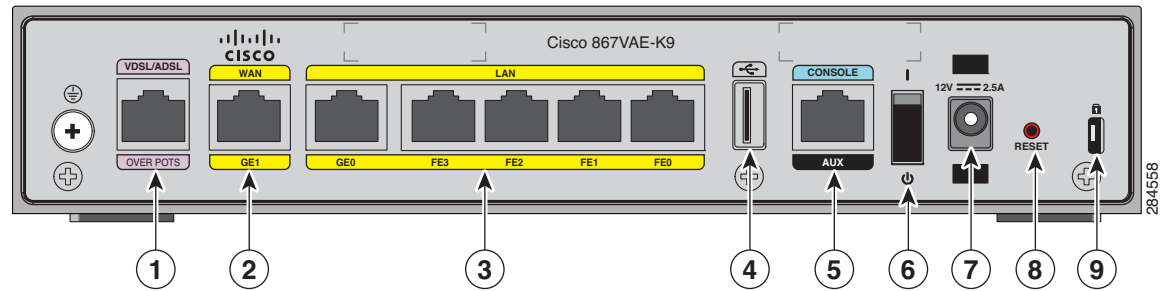 Cisco 867VAE-K9
CISCO
VDSL/ADSL
WAN
LAN
CONSOLE
12V 2.5A
OVER POTS
GE1
GE0
FE3
FE2
FE1
FE0
AUX
RESET
284558
1
2
3
4
5
6
7
8
9